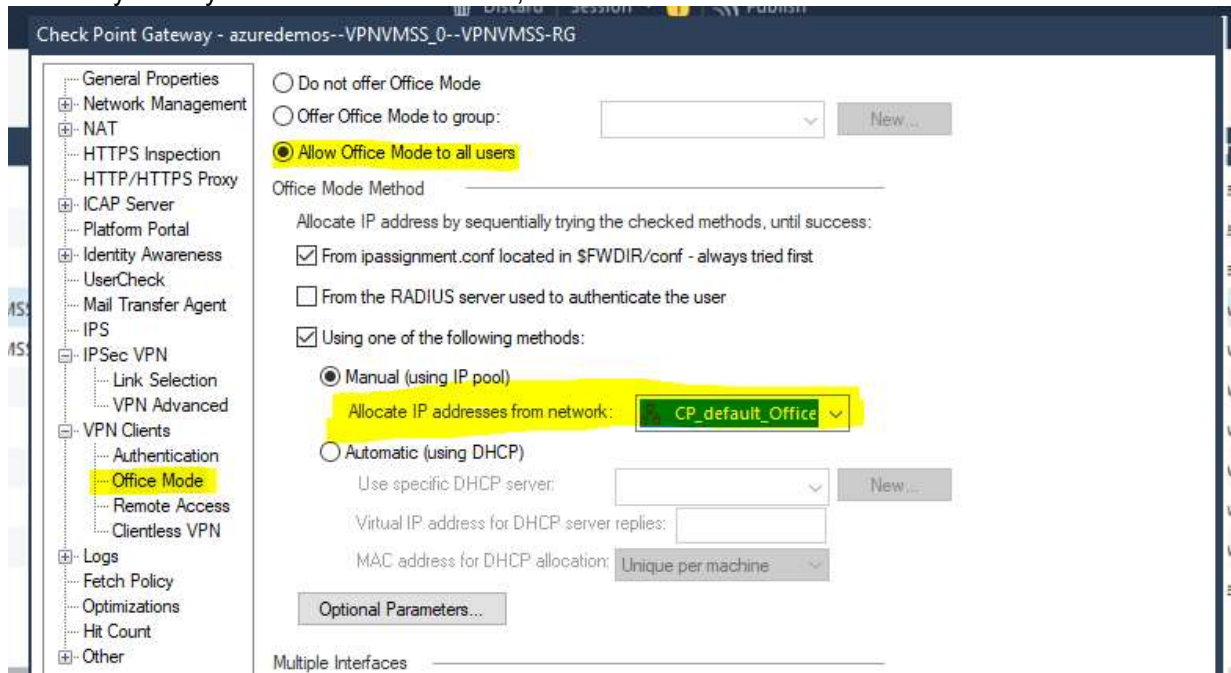 Discard Session Publish
Check Point Gateway - azuredemos--VPNVMSS_0--VPNVMSS-RG
General Properties
Network Management
NAT
HTTPS Inspection
HTTP/HTTPS Proxy
ICAP Server
Platform Portal
Identity Awareness
UserCheck
Mail Transfer Agent
IPS
IPSec VPN
Link Selection
VPN Advanced
VPN Clients
Authentication
Office Mode
Remote Access
Clientless VPN
Logs
Fetch Policy
Optimizations
Hit Count
Other
Do not offer Office Mode
Offer Office Mode to group: New...
Allow Office Mode to all users
Office Mode Method
Allocate IP address by sequentially trying the checked methods, until success:
From ipassignment.conf located in $FWDIR/conf - always tried first
From the RADIUS server used to authenticate the user
Using one of the following methods:
Manual (using IP pool)
Allocate IP addresses from network: CP_default_Office
Automatic (using DHCP)
Use specific DHCP server: New...
Virtual IP address for DHCP server replies:
MAC address for DHCP allocation: Unique per machine
Optional Parameters...
Multiple Interfaces